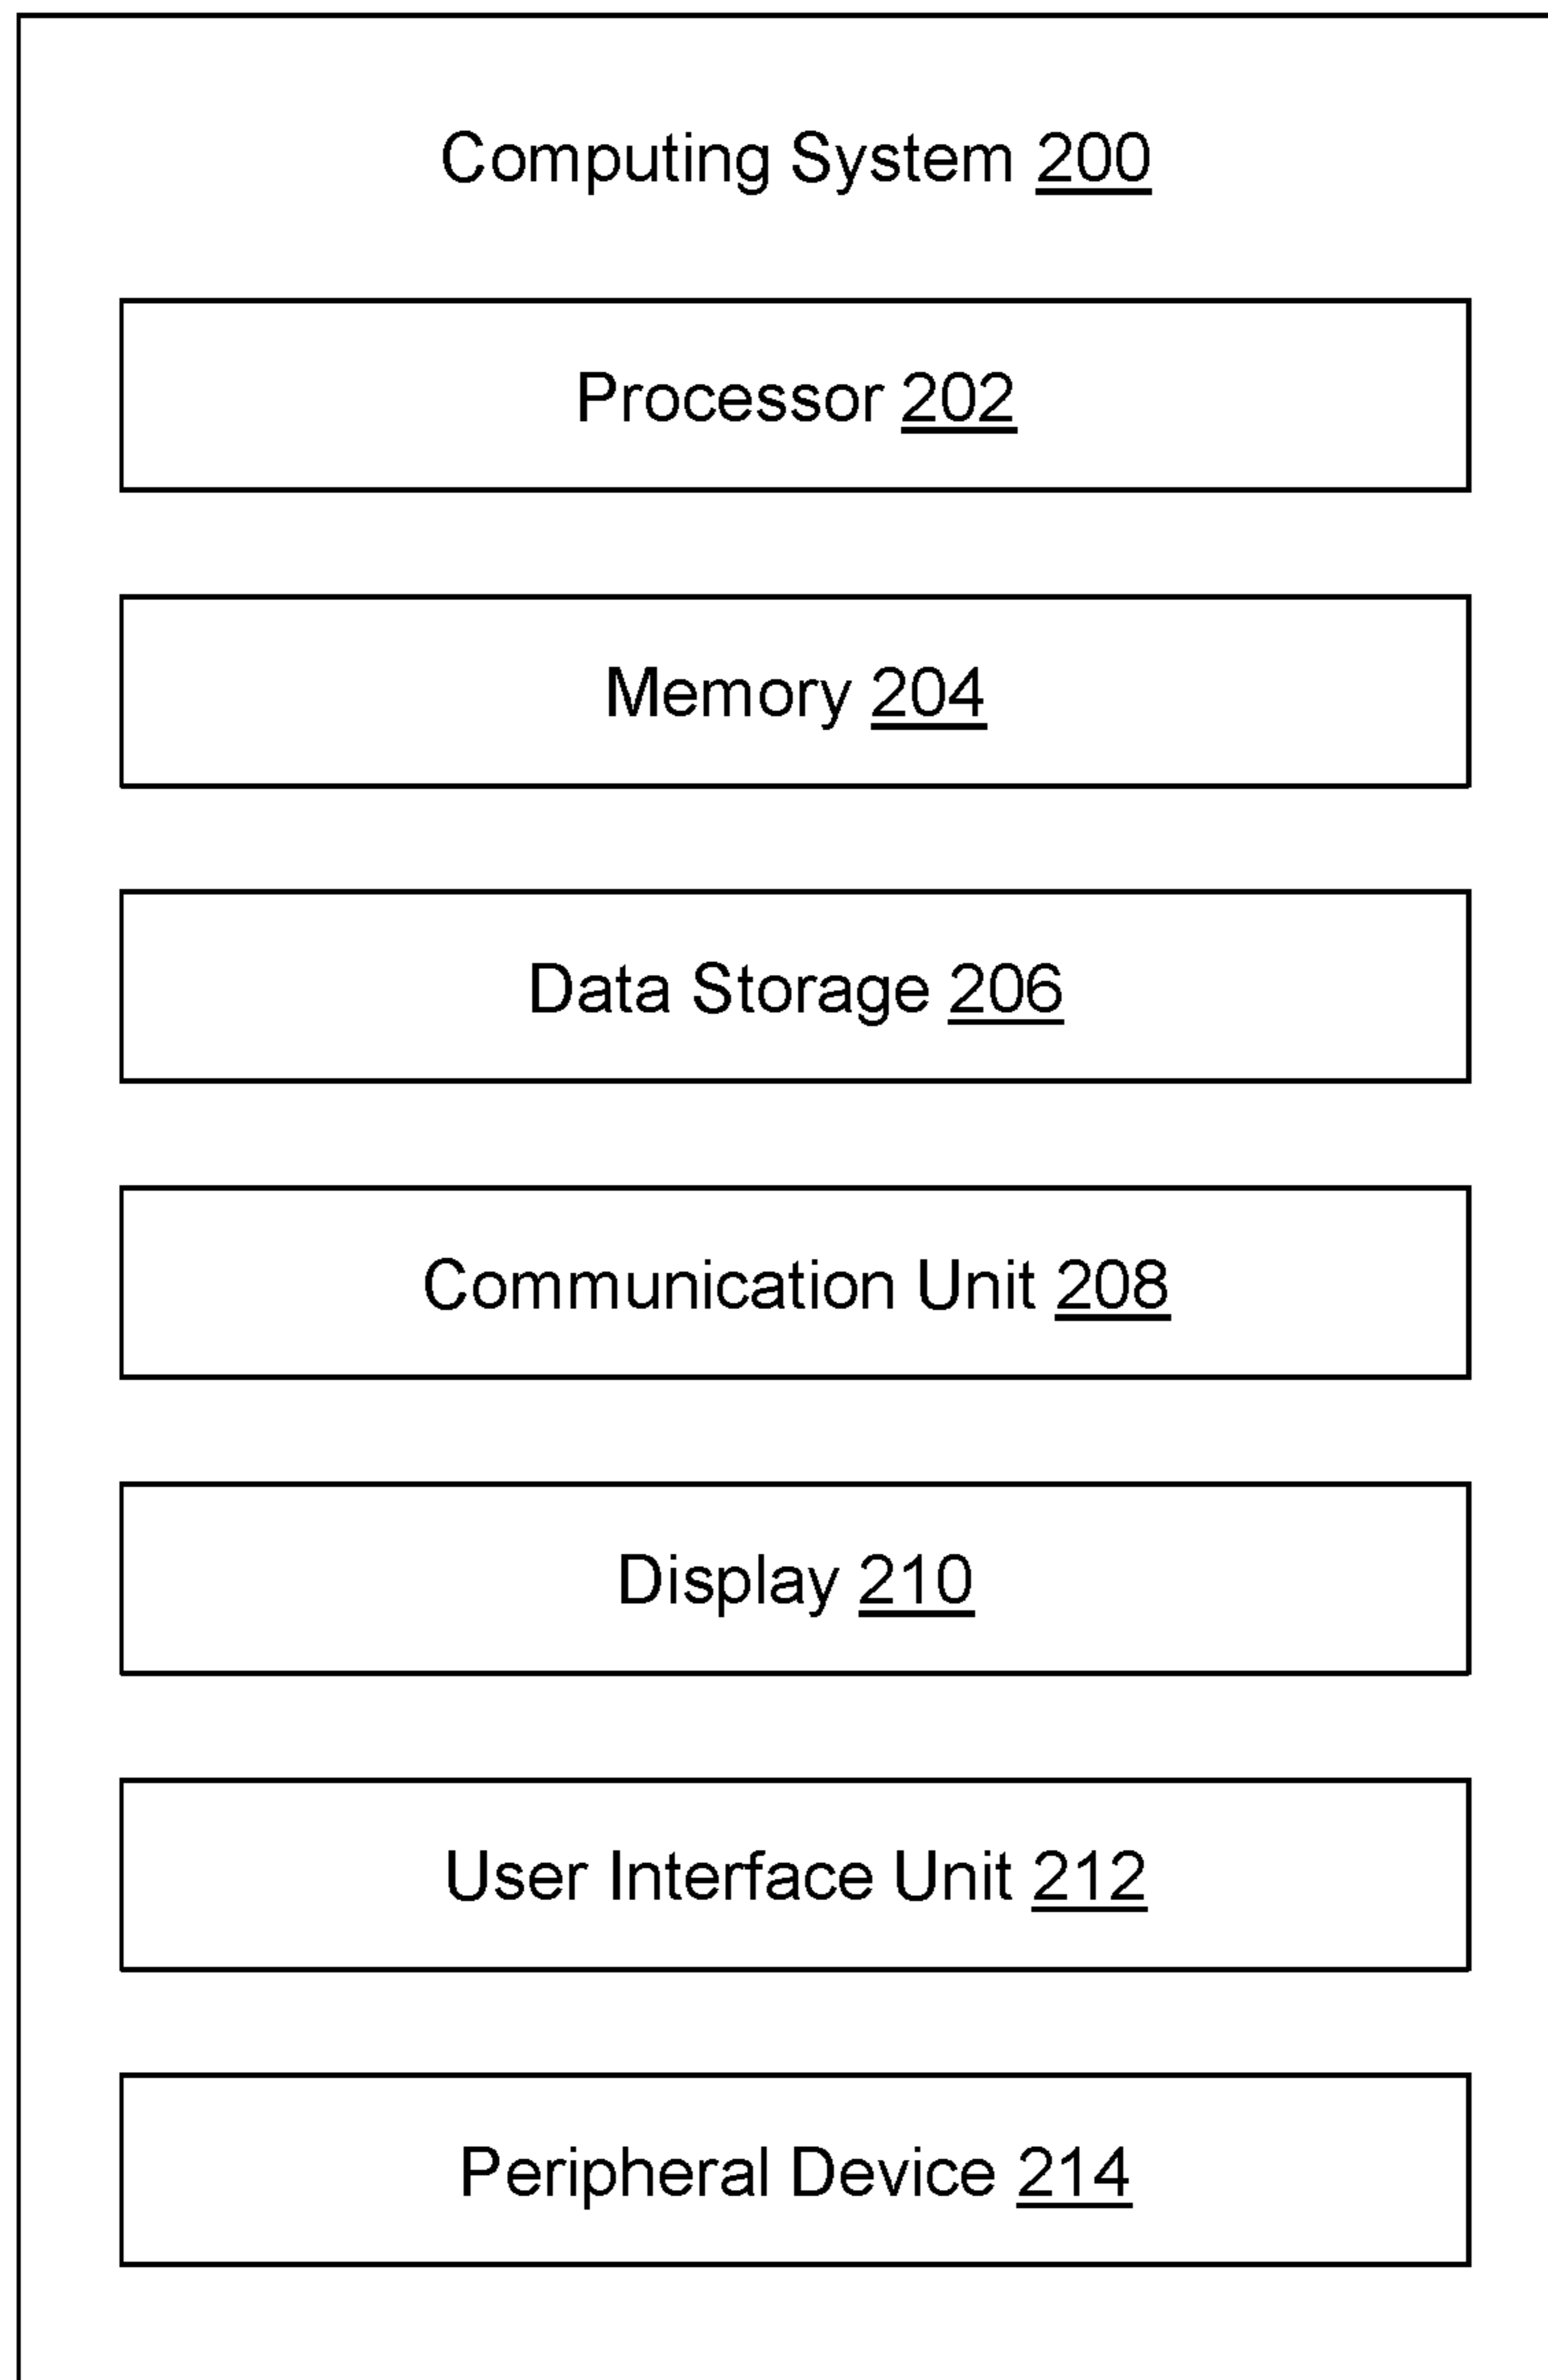 Computing System 200
Processor 202
Memory 204
Data Storage 206
Communication Unit 208
Display 210
User Interface Unit 212
Peripheral Device 214